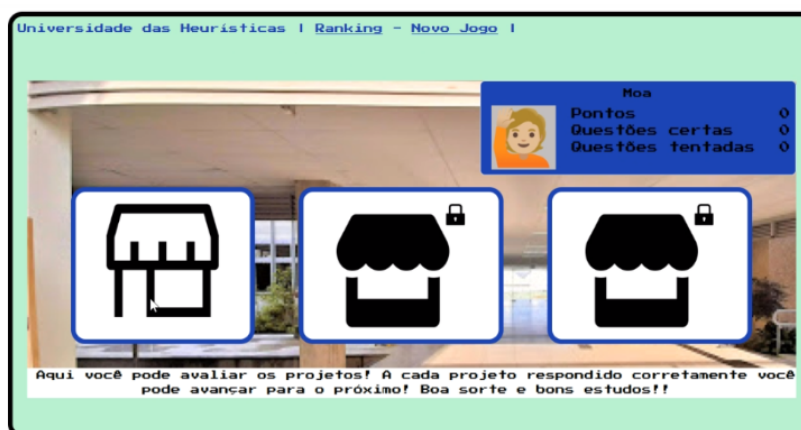 Universidade das Heurísticas | Ranking - Novo Jogo |
Moa
Pontos 0
Questões certas 0
Questões tentadas 0
Aqui você pode avaliar os projetos! A cada projeto respondido corretamente você
pode avançar para o próximo! Boa sorte e bons estudos!!